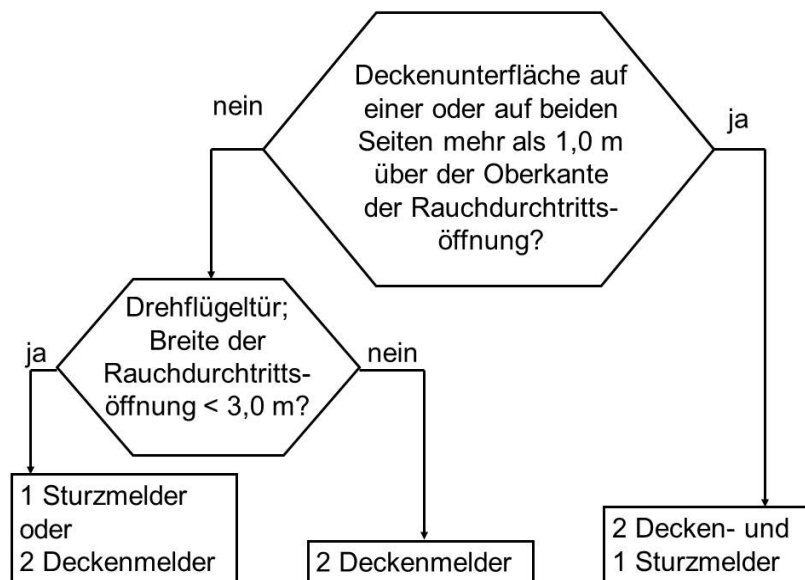 Deckenunterfläche auf
einer oder auf beiden
Seiten mehr als 1,0 m
über der Oberkante
der Rauchdurchtritts-
öffnung?
nein
ja
Drehflügeltür;
Breite der
Rauchdurchtritts-
öffnung < 3,0 m?
ja
nein
1 Sturzmelder
oder
2 Deckenmelder
2 Deckenmelder
2 Decken- und
1 Sturzmelder